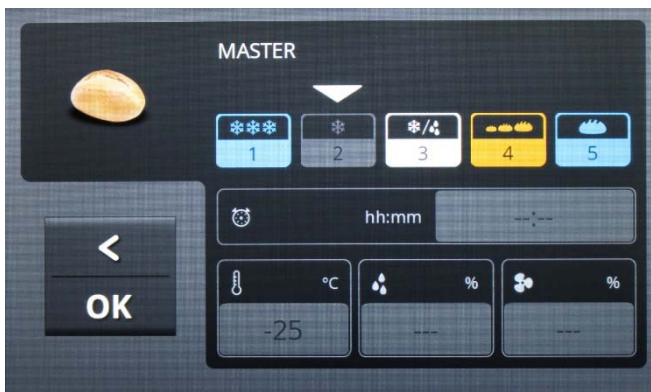 MASTER
1 2 3 4 5
hh:mm --:--
°C % %
-25 --- ---
<
OK